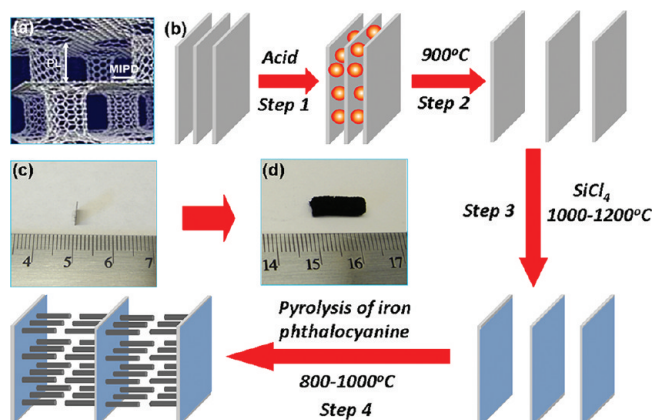 (a)
PL
MIPD
(b)
Acid
Step 1
900°C
Step 2
(c)
4 5 6 7
(d)
14 15 16 17
Step 3
SiCl4
1000-1200°C
Pyrolysis of iron
phthalocyanine
800-1000°C
Step 4